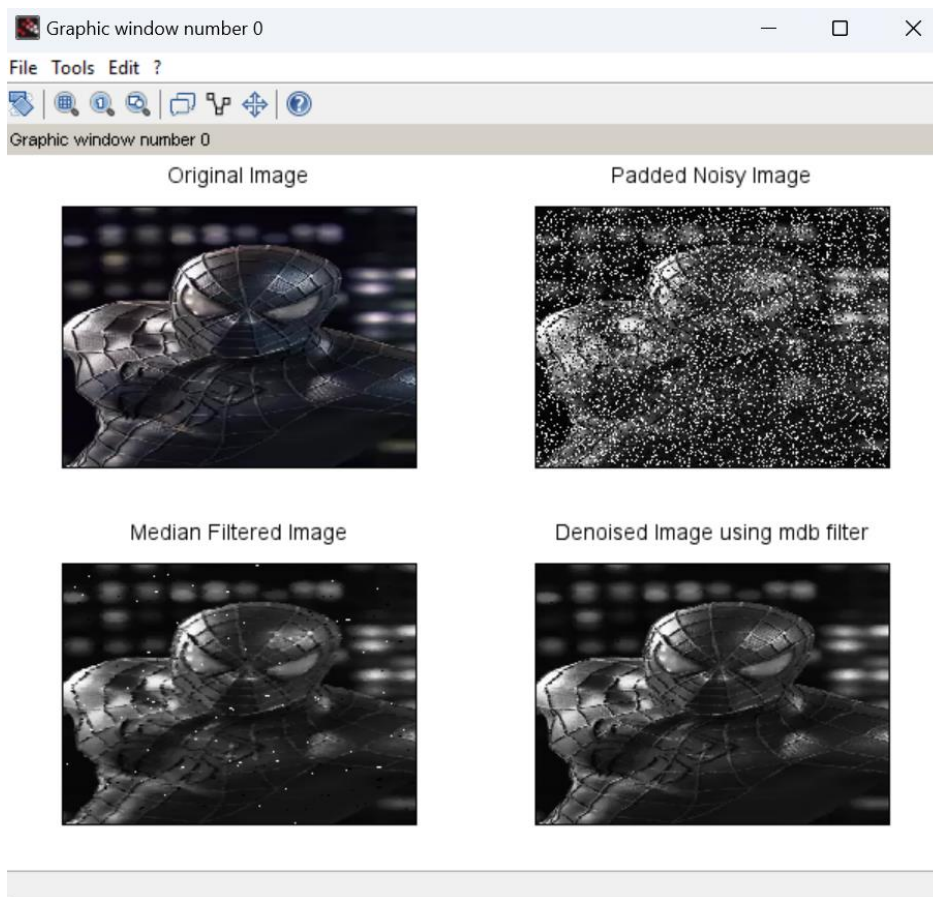 Graphic window number 0
File Tools Edit ?
Graphic window number 0
Original Image
Padded Noisy Image
Median Filtered Image
Denoised Image using mdb filter